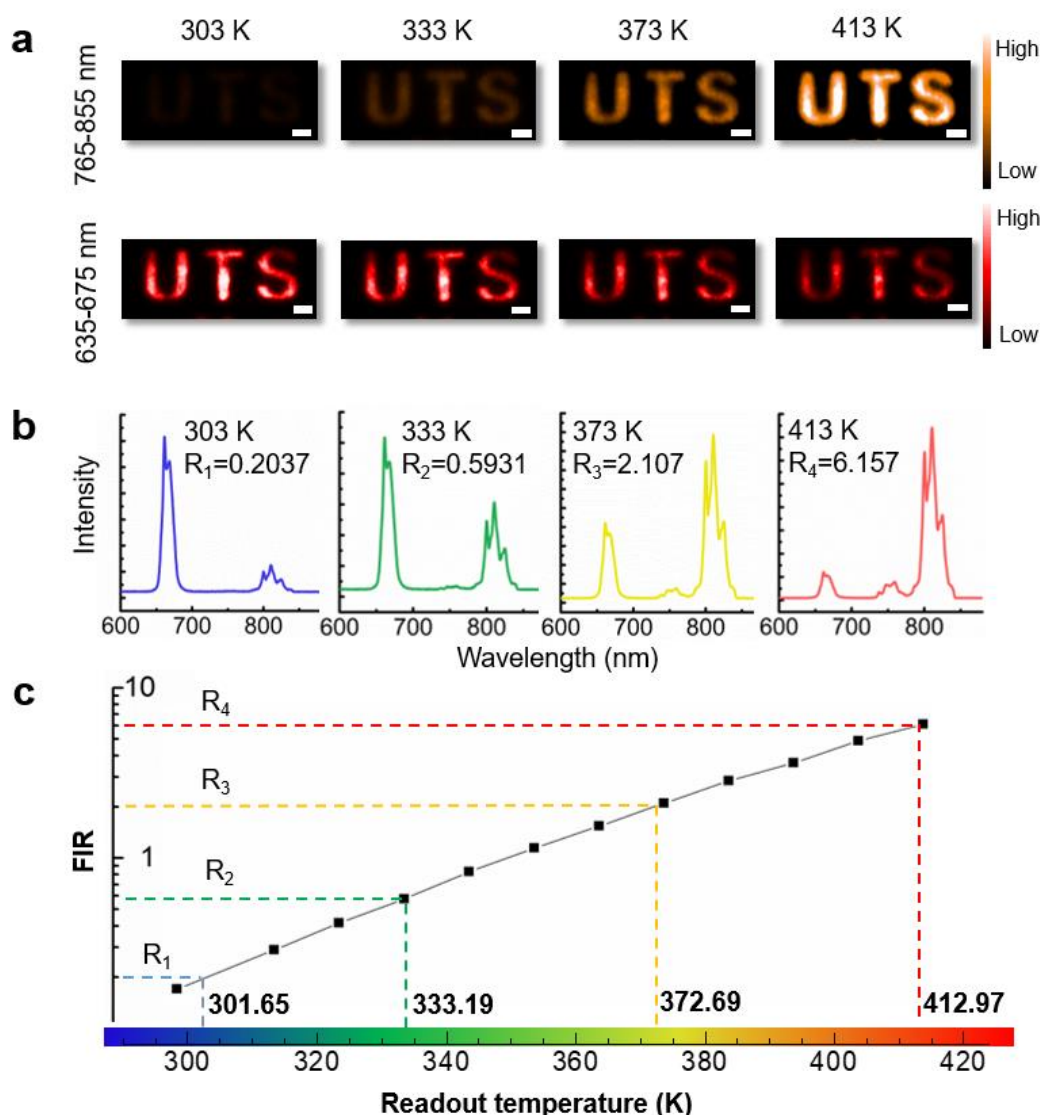 a
303 K 333 K 373 K 413 K
765-855 nm
UTS UTS UTS UTS
High
Low
635-675 nm
UTS UTS UTS UTS
High
Low
b
Intensity
303 K
R₁=0.2037
333 K
R₂=0.5931
373 K
R₃=2.107
413 K
R₄=6.157
600 700 800 600 700 800 600 700 800 600 700 800
Wavelength (nm)
c
FIR
10
1
R₄
R₃
R₂
R₁
301.65 333.19 372.69 412.97
300 320 340 360 380 400 420
Readout temperature (K)